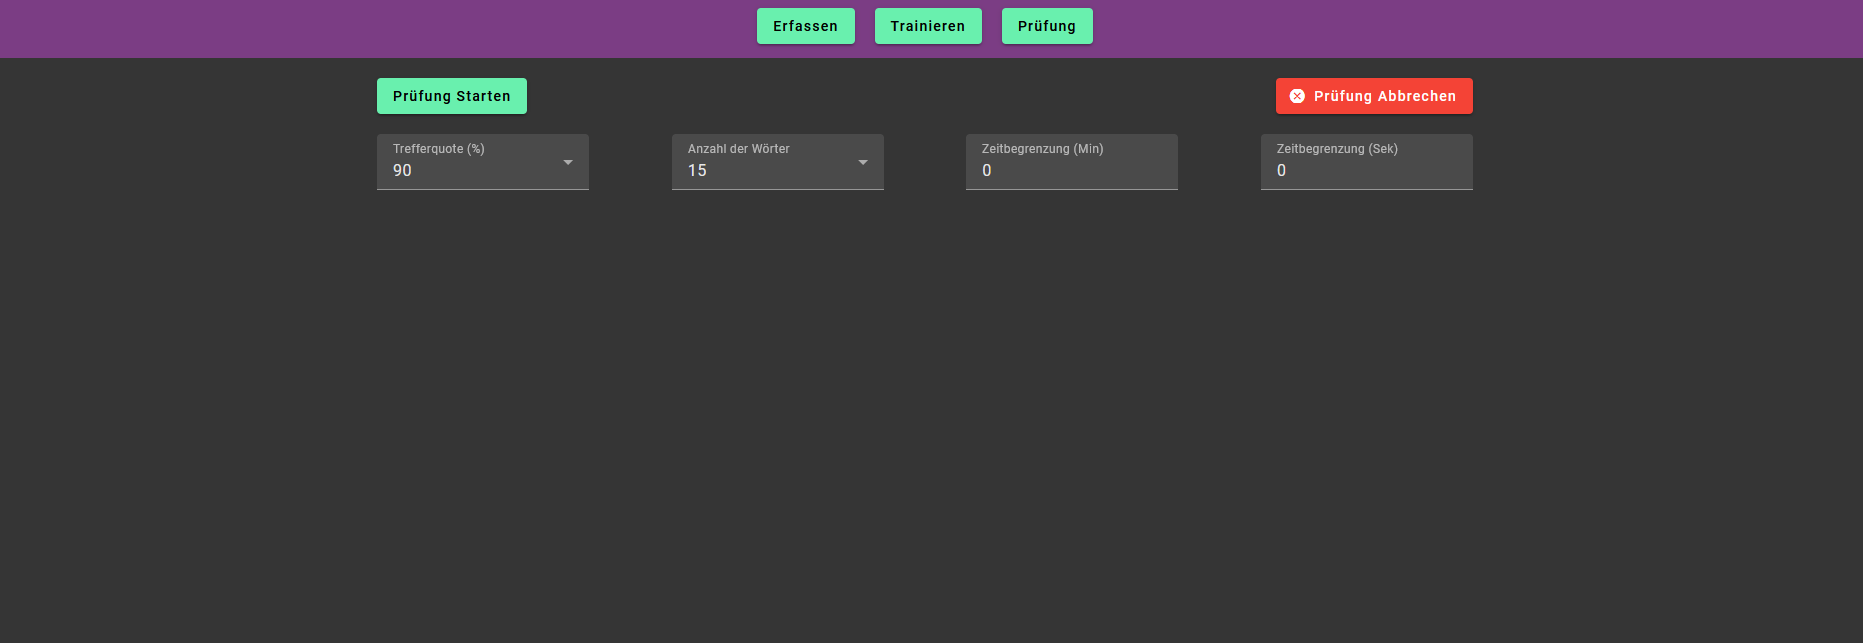 Erfassen Trainieren Prüfung
Prüfung Starten Prüfung Abbrechen
Trefferquote (%) Anzahl der Wörter Zeitbegrenzung (Min) Zeitbegrenzung (Sek)
90 15 0 0